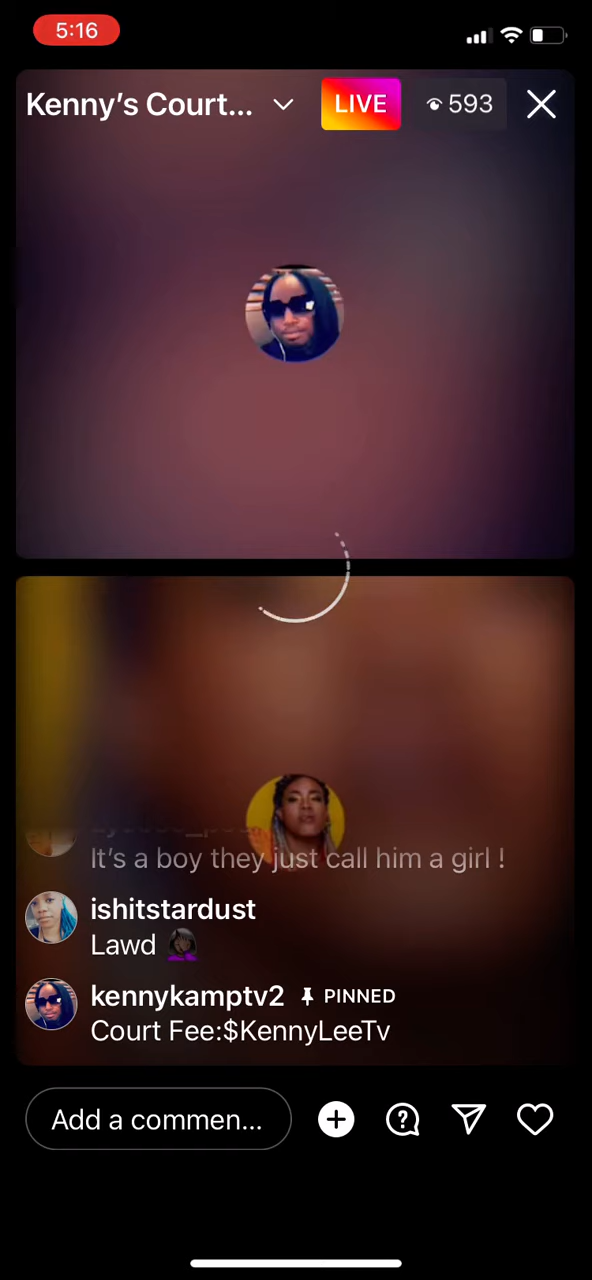 5:16
Kenny’s Court...
LIVE
593
It’s a boy they just call him a girl !
ishitstardust
Lawd
kennykamptv2 PINNED
Court Fee:$KennyLeeTv
Add a commen...